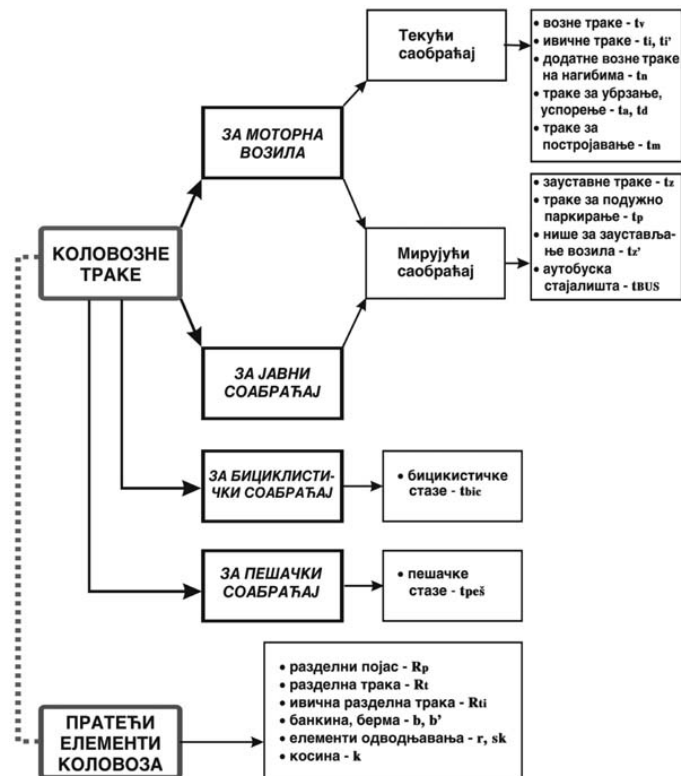 Текући
саобраћај
• возне траке - tv
• ивичне траке - ti, ti’
• додатне возне траке
на нагибима - tn
• траке за убрзање,
успорење - ta, td
• траке за
постројавање - tm
ЗА МОТОРНА
ВОЗИЛА
КОЛОВОЗНЕ
ТРАКЕ
Мирујући
саобраћај
• зауставне траке - tz
• траке за подужно
паркирање - tp
• нише за заустављa-
ње возила - tz’
• аутобуска
стајалишта - tBUS
ЗА ЈАВНИ
СОАБРАЋАЈ
ЗА БИЦИКЛИСТИ-
ЧКИ СОАБРАЋАЈ
• бицикистичке
стазе - tbic
ЗА ПЕШАЧКИ
СОАБРАЋАЈ
• пешачке
стазе - tpeš
ПРАТЕЋИ
ЕЛЕМЕНТИ
КОЛОВОЗА
• разделни појас - Rp
• разделна трака - Rt
• ивична разделна трака - Rti
• банкина, берма - b, b’
• елементи одводњавања - r, sk
• косина - k